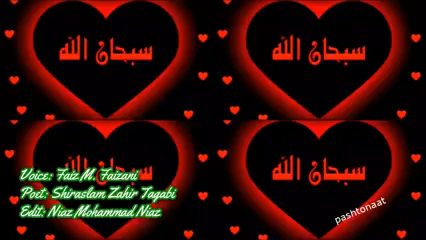 سبحان الله
سبحان الله
سبحان الله
سبحان الله
Voice: Faiz M. Faizani
Poet: Shiraslam Zahir Tagabi
Edit: Niaz Mohammad Niaz
pashtonaat